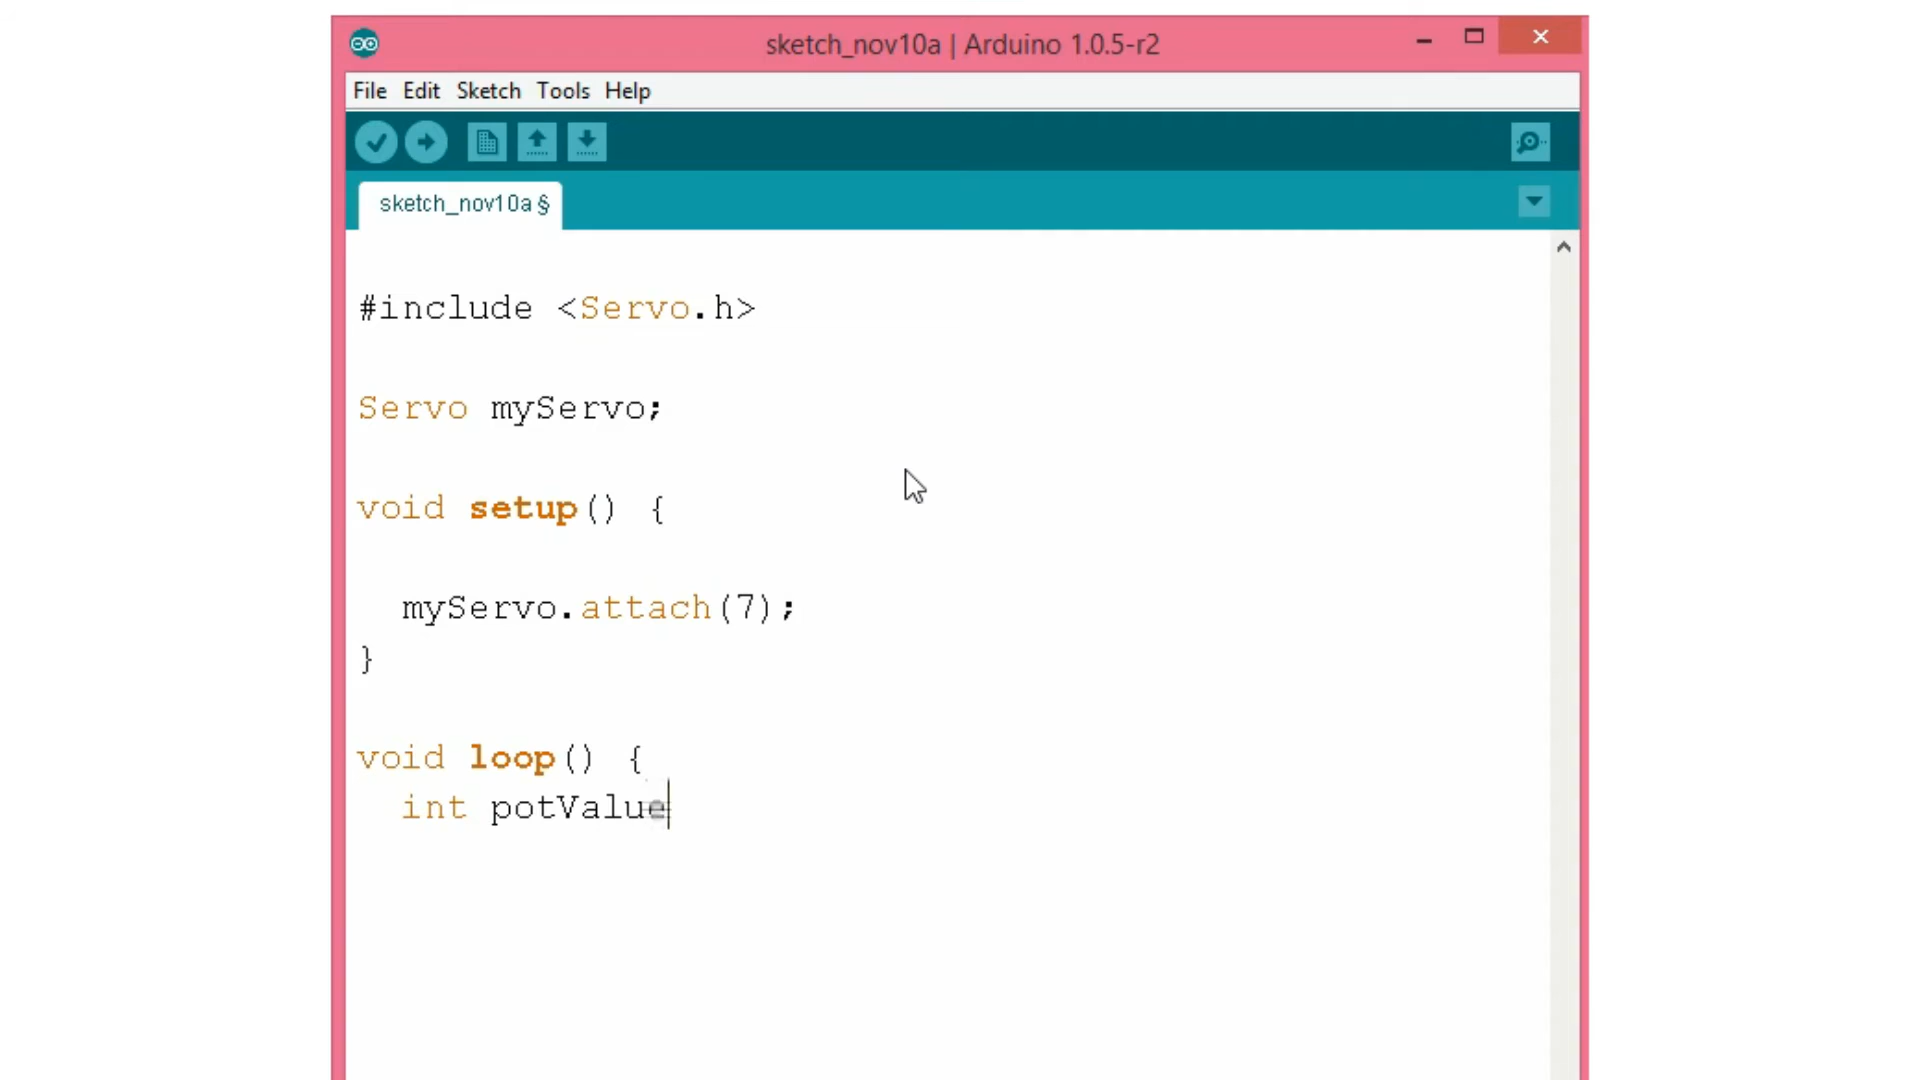 sketch_nov10a | Arduino 1.0.5-r2
File Edit Sketch Tools Help
sketch_nov10a §
#include <Servo.h>
Servo myServo;
void setup() {
myServo.attach(7);
}
void loop() {
int potValue